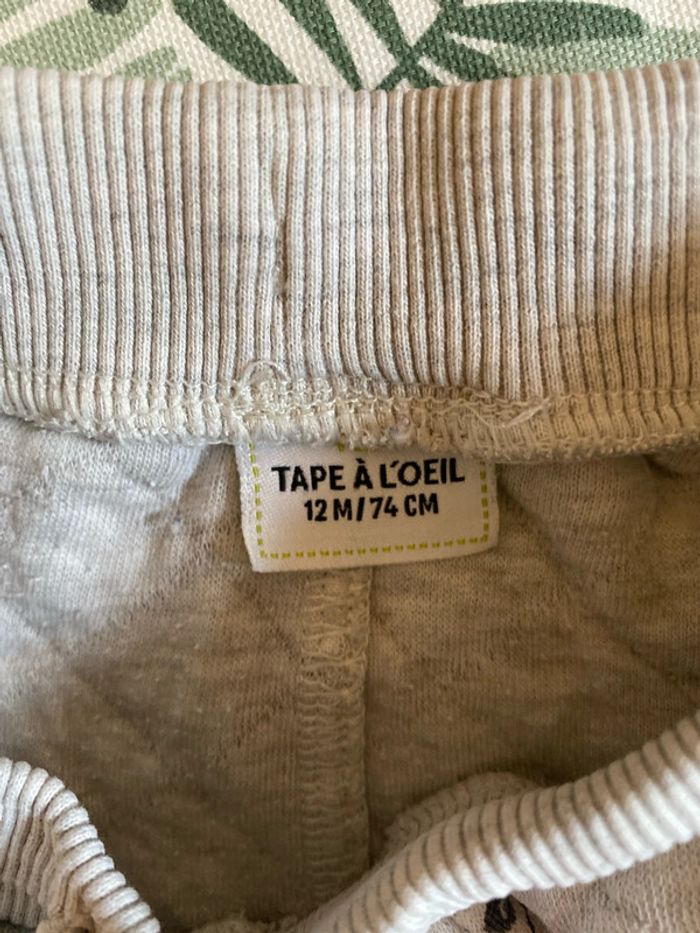 TAPE À L'OEIL
12 M/74 CM